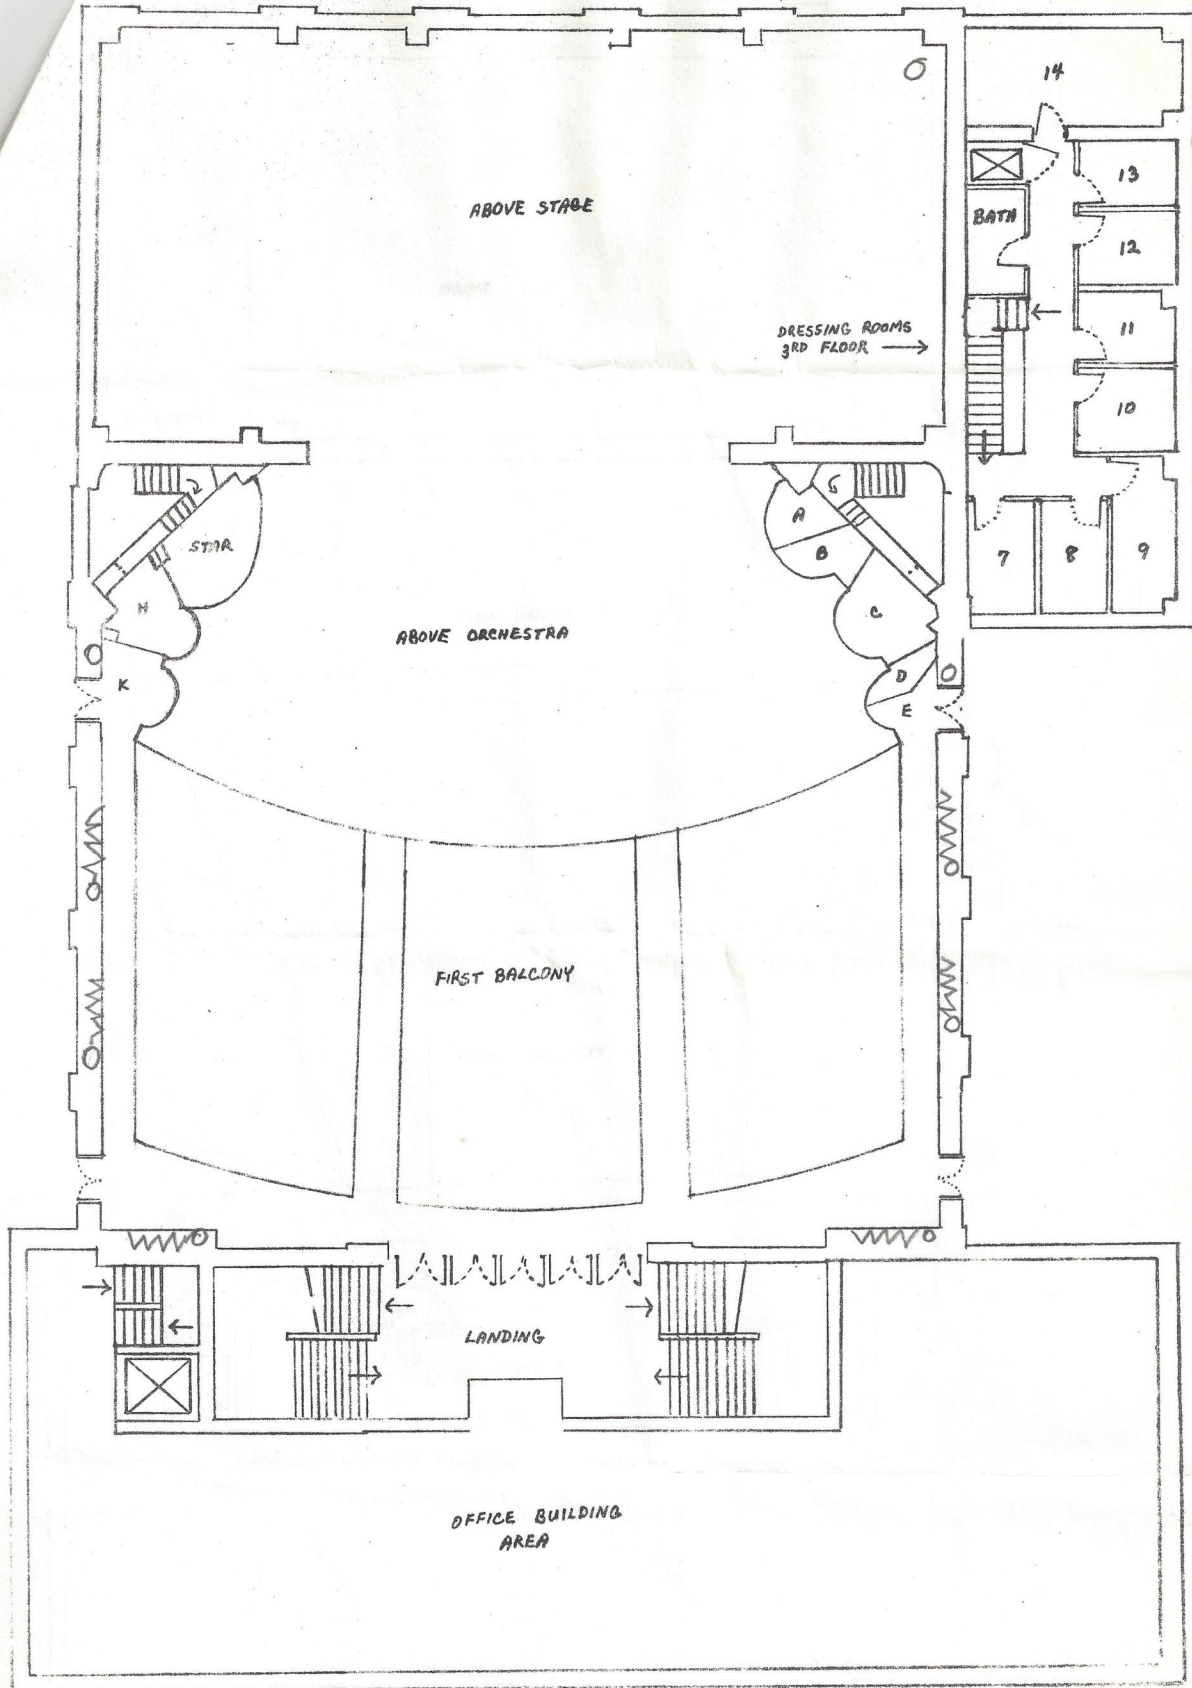 14
13
BATH
12
ABOVE STAGE
11
DRESSING ROOMS
3RD FLOOR
10
STAR
A
B
7
8
9
H
C
ABOVE ORCHESTRA
K
D
E
FIRST BALCONY
LANDING
OFFICE BUILDING
AREA